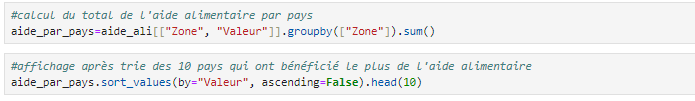 #calcul du total de l'aide alimentaire par pays
aide_par_pays=aide_ali[["Zone", "Valeur"]].groupby(["Zone"]).sum()
#affichage après trie des 10 pays qui ont bénéficié le plus de l'aide alimentaire
aide_par_pays.sort_values(by="Valeur", ascending=False).head(10)